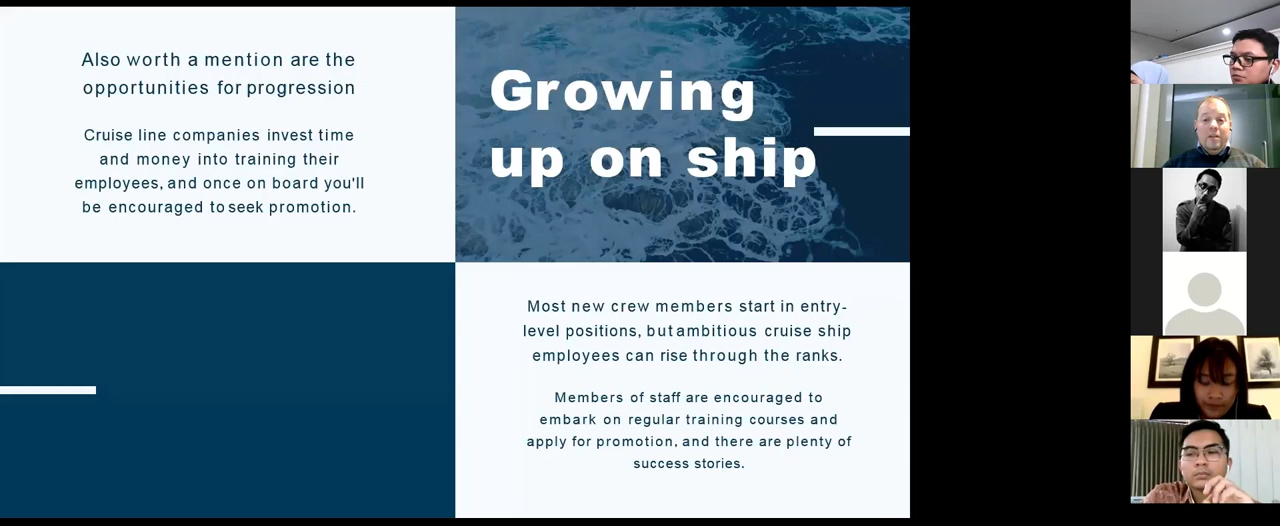 Also worth a mention are the
opportunities for progression
Cruise line companies invest time
and money into training their
employees, and once on board you'll
be encouraged to seek promotion.
Growing
up on ship
Most new crew members start in entry-
level positions, but ambitious cruise ship
employees can rise through the ranks.
Members of staff are encouraged to
embark on regular training courses and
apply for promotion, and there are plenty of
success stories.